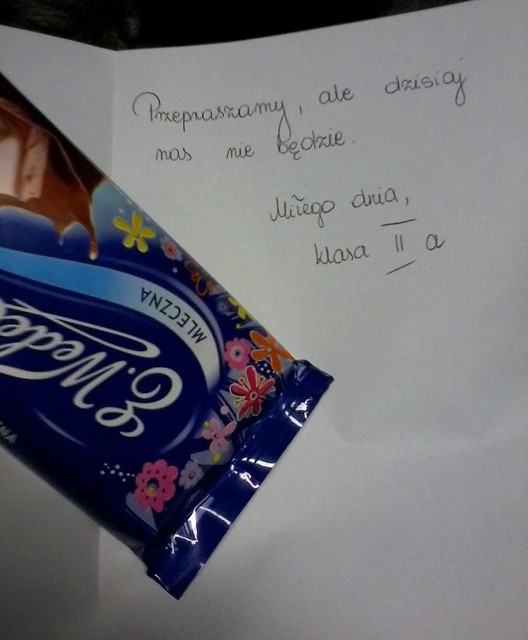 Przepraszamy, ale dzisiaj
nas nie będzie.
Miłego dnia,
klasa II a
MLECZNA
E. Wedel